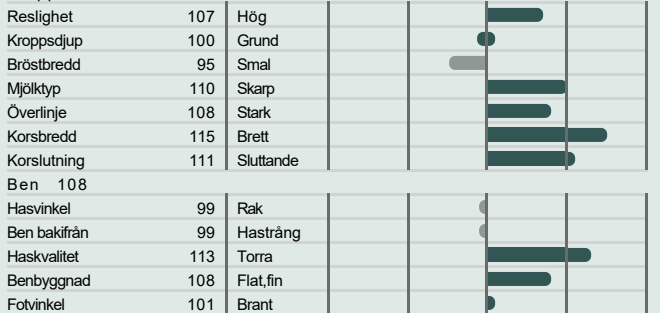 Reslighet 107 Hög
Kroppsdjup 100 Grund
Bröstbredd 95 Smal
Mjölktyp 110 Skarp
Överlinje 108 Stark
Korsbredd 115 Brett
Korslutning 111 Sluttande
Ben 108
Hasvinkel 99 Rak
Ben bakifrån 99 Hastrång
Haskvalitet 113 Torra
Benbyggnad 108 Flat,fin
Fotvinkel 101 Brant